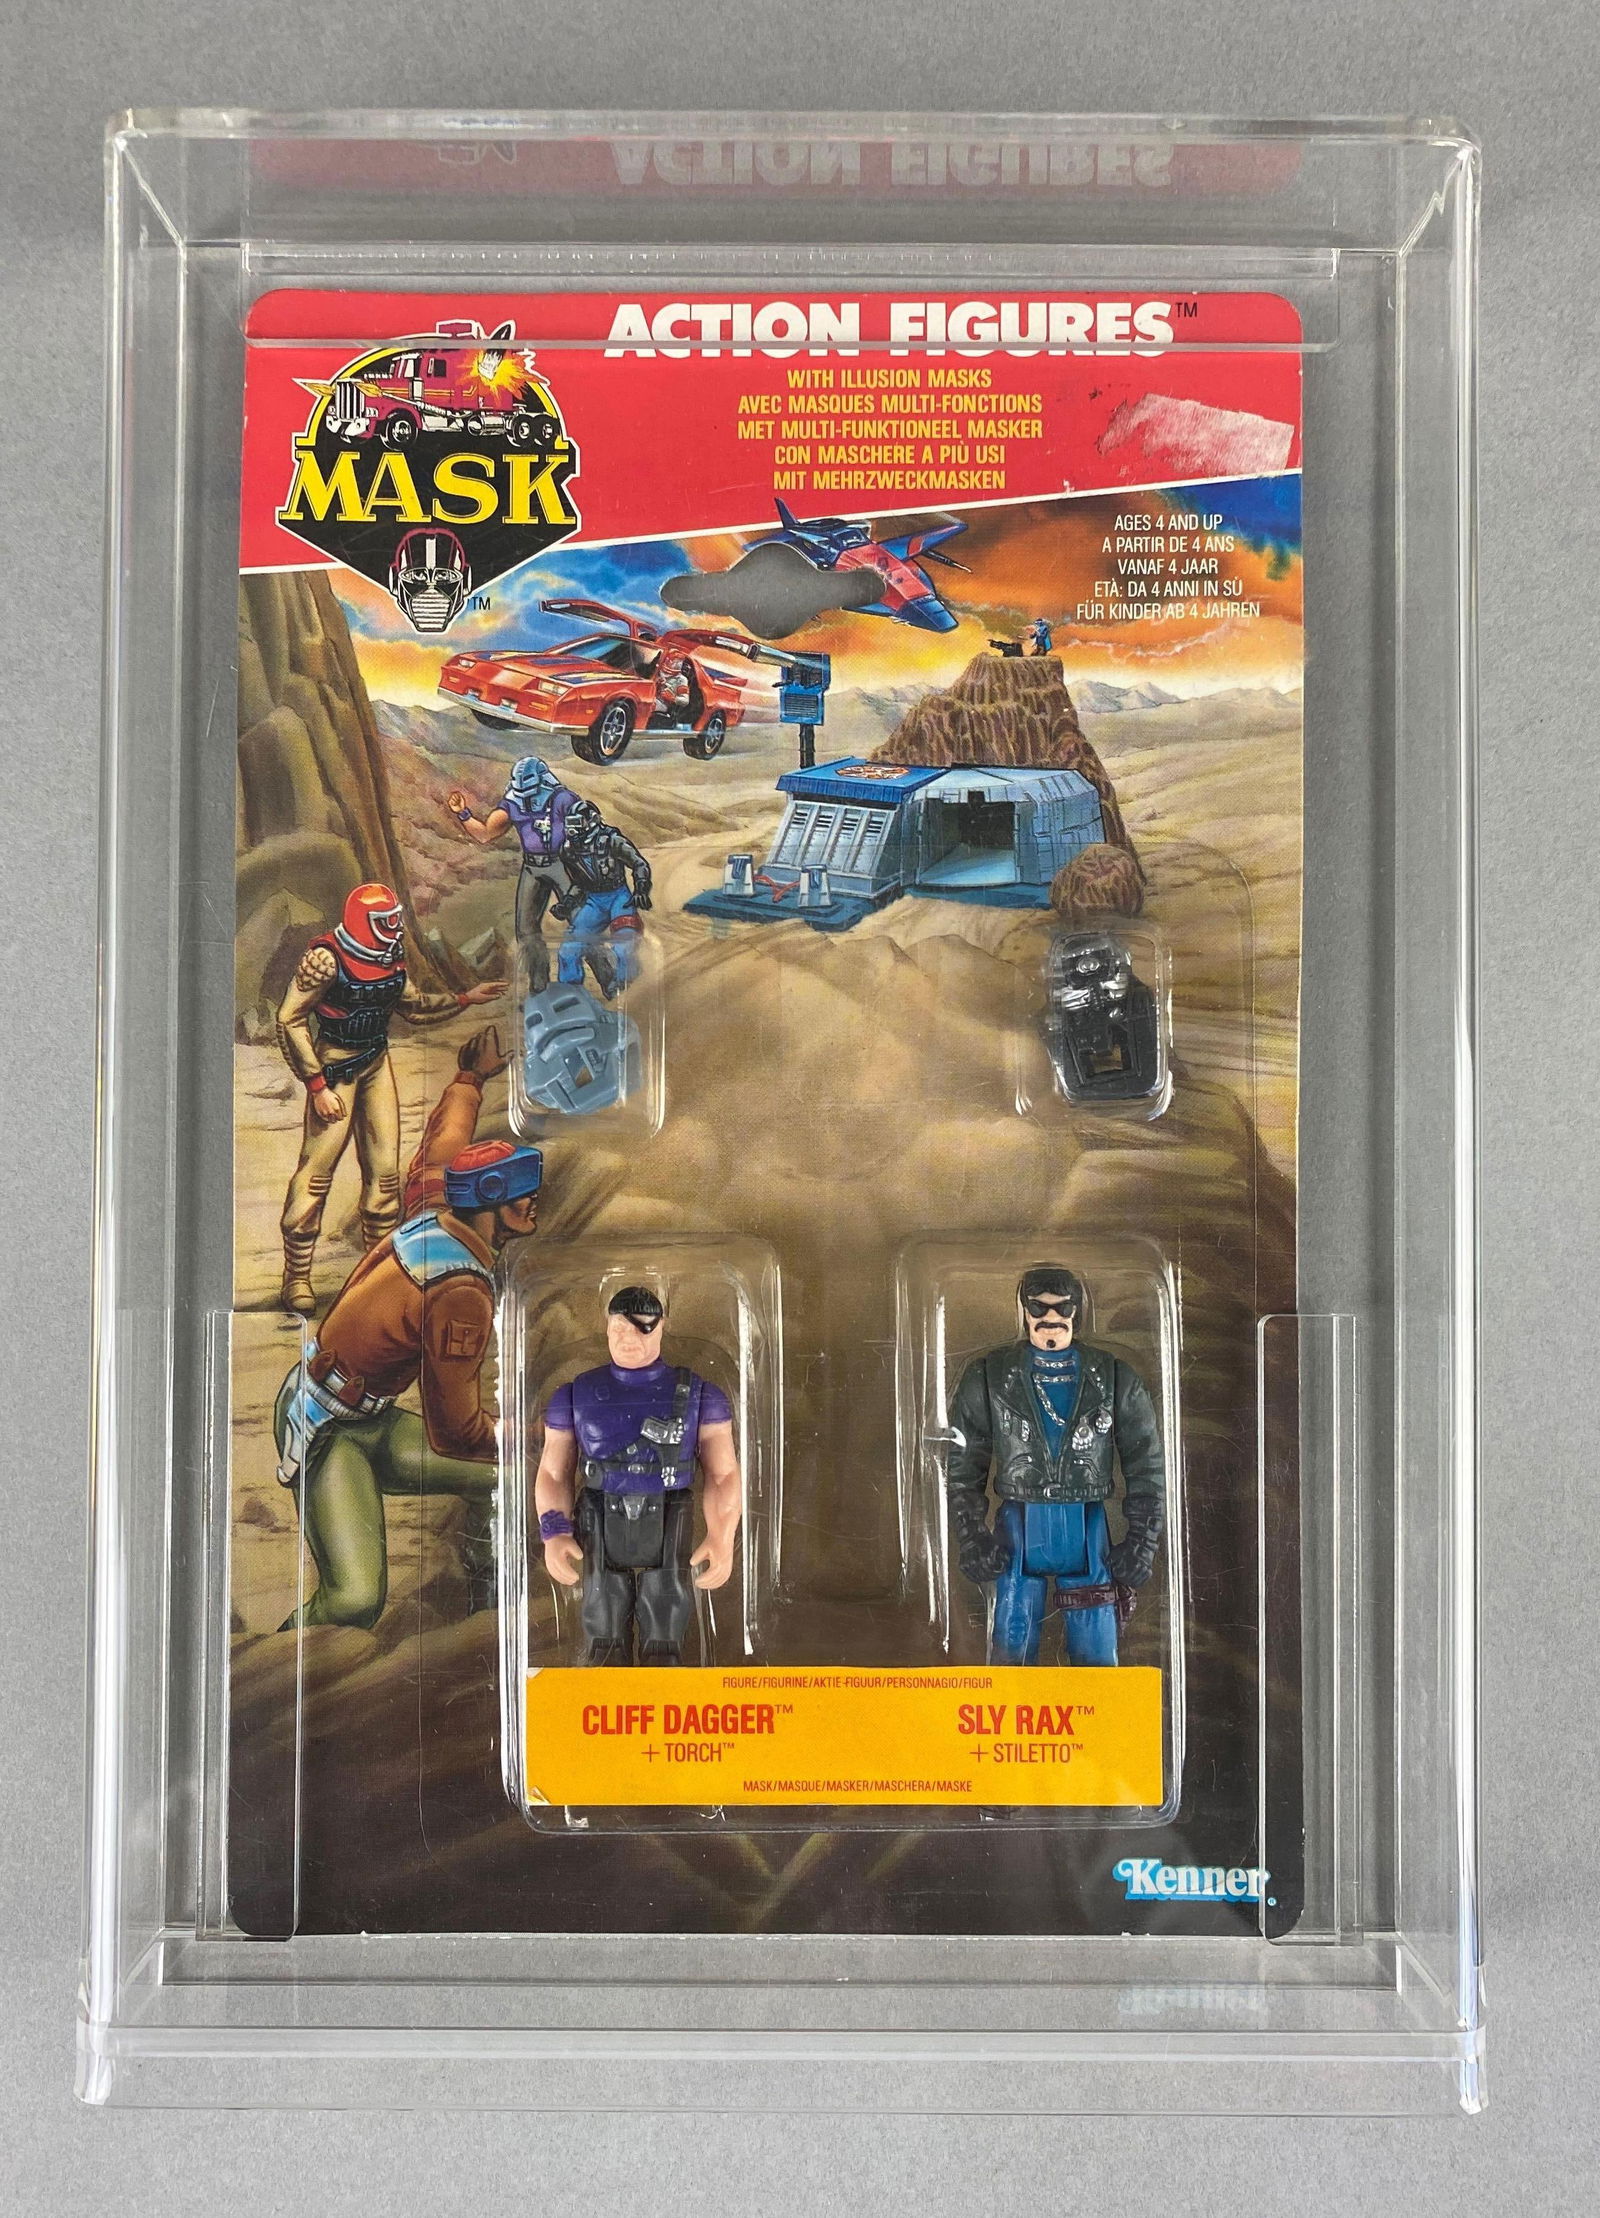 ACTION FIGURES™
MASK
™
WITH ILLUSION MASKS
AVEC MASQUES MULTI-FONCTIONS
MET MULTI-FUNKTIONEEL MASKER
CON MASCHERE A PIÙ USI
MIT MEHRZWECKMASKEN
AGES 4 AND UP
A PARTIR DE 4 ANS
VANAF 4 JAAR
ETÀ: DA 4 ANNI IN SÙ
FÜR KINDER AB 4 JAHREN
FIGURE/FIGURINE/AKTIE-FIGUUR/PERSONNAGIO/FIGUR
CLIFF DAGGER™ SLY RAX™
+ TORCH™ + STILETTO™
MASK/MASQUE/MASKER/MASCHERA/MASKE
Kenner®